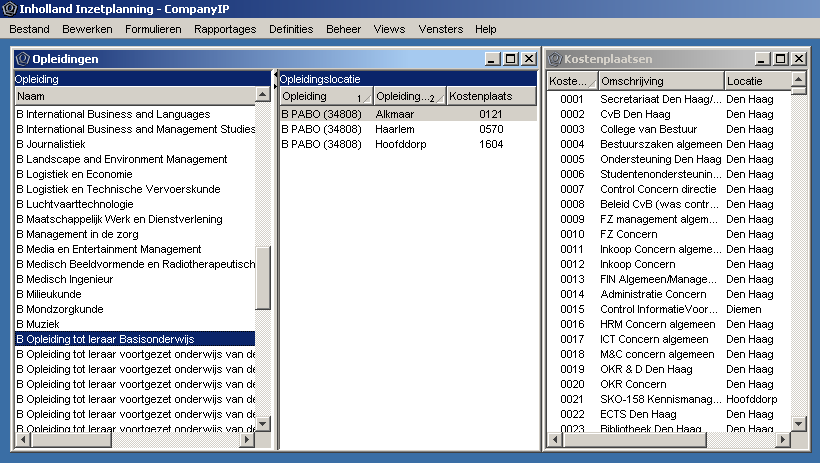 Inholland Inzetplanning - CompanyIP
Bestand Bewerken Formulieren Rapportages Definities Beheer Views Vensters Help
Opleidingen
Opleiding
Naam
B International Business and Languages
B International Business and Management Studies
B Journalistiek
B Landscape and Environment Management
B Logistiek en Economie
B Logistiek en Technische Vervoerskunde
B Luchtvaarttechnologie
B Maatschappelijk Werk en Dienstverlening
B Management in de zorg
B Media en Entertainment Management
B Medisch Beeldvormende en Radiotherapeutisch
B Medisch Ingenieur
B Milieukunde
B Mondzorgkunde
B Muziek
B Opleiding tot leraar Basisonderwijs
B Opleiding tot leraar voortgezet onderwijs van de
B Opleiding tot leraar voortgezet onderwijs van de
B Opleiding tot leraar voortgezet onderwijs van de
B Opleiding tot leraar voortgezet onderwijs van de
B Opleiding tot leraar voortgezet onderwijs van de
B Opleiding tot leraar voortgezet onderwijs van de
Opleidingslocatie
Opleiding 1 Opleiding... 2 Kostenplaats
B PABO (34808) Alkmaar 0121
B PABO (34808) Haarlem 0570
B PABO (34808) Hoofddorp 1604
Kostenplaatsen
Koste... Omschrijving Locatie
0001 Secretariaat Den Haag/... Den Haag
0002 CvB Den Haag Den Haag
0003 College van Bestuur Den Haag
0004 Bestuurszaken algemeen Den Haag
0005 Ondersteuning Den Haag Den Haag
0006 Studentenondersteunin... Den Haag
0007 Control Concern directie Den Haag
0008 Beleid CvB (was contr... Den Haag
0009 FZ management algem... Den Haag
0010 FZ Concern Den Haag
0011 Inkoop Concern algeme... Den Haag
0012 Inkoop Concern Den Haag
0013 FIN Algemeen/Manage... Den Haag
0014 Administratie Concern Den Haag
0015 Control InformatieVoor... Diemen
0016 HRM Concern algemeen Den Haag
0017 ICT Concern algemeen Den Haag
0018 M&C concern algemeen Den Haag
0019 OKR & D Den Haag Den Haag
0020 OKR Concern Den Haag
0021 SKO-158 Kennismanag... Hoofddorp
0022 ECTS Den Haag Den Haag
0023 Bibliotheek Den Haag Den Haag